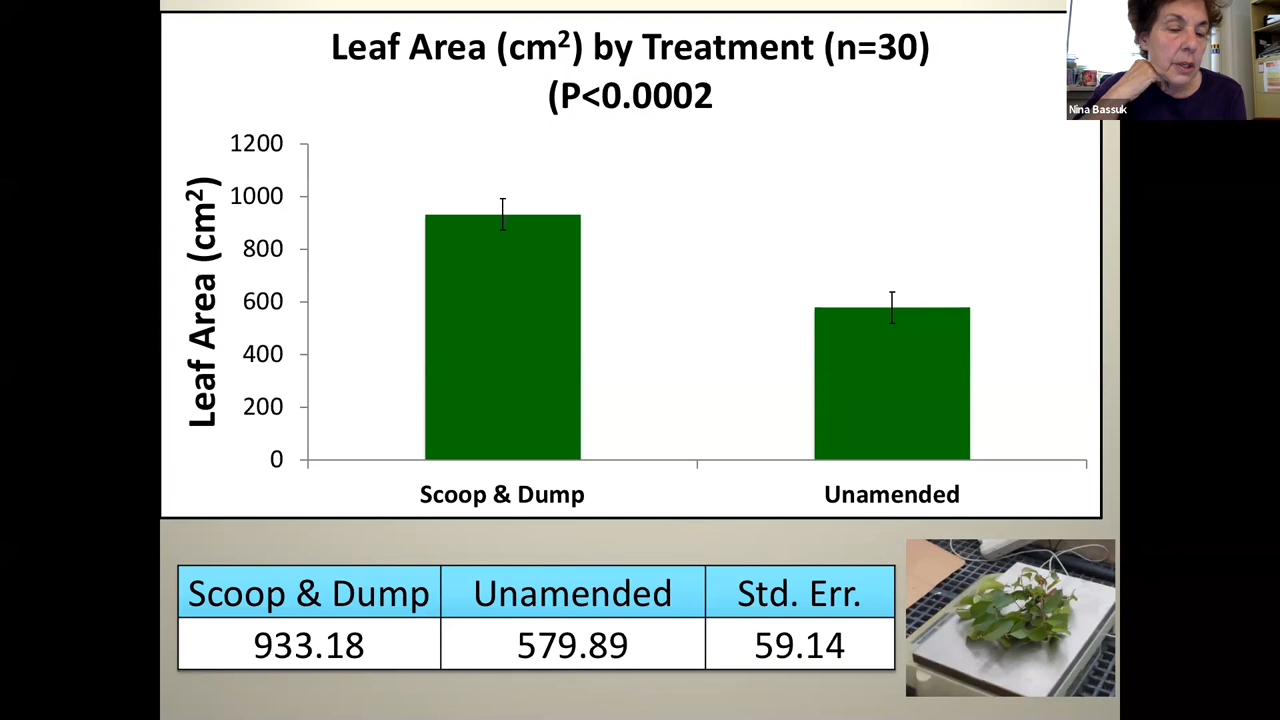 Leaf Area (cm²) by Treatment (n=30)
(P<0.0002
Nina Bassuk
Leaf Area (cm²)
1200
1000
800
600
400
200
0
Scoop & Dump
Unamended
Scoop & Dump Unamended Std. Err.
933.18 579.89 59.14